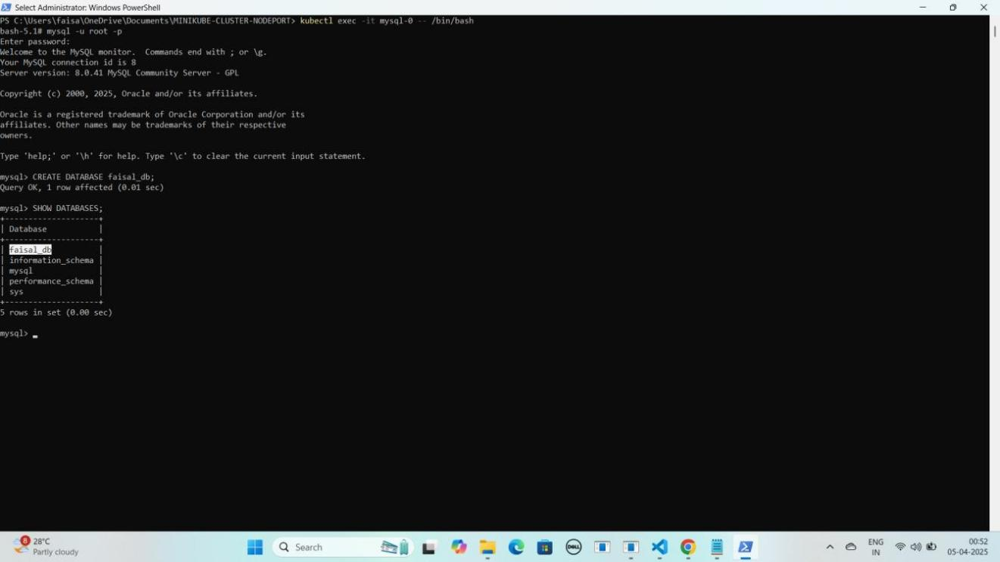 Select Administrator: Windows PowerShell
PS C:\Users\faisa\OneDrive\Documents\MINIKUBE-CLUSTER-NODEPORT> kubectl exec -it mysql-0 -- /bin/bash
bash-5.1# mysql -u root -p
Enter password:
Welcome to the MySQL monitor.  Commands end with ; or \g.
Your MySQL connection id is 8
Server version: 8.0.41 MySQL Community Server - GPL
Copyright (c) 2000, 2025, Oracle and/or its affiliates.
Oracle is a registered trademark of Oracle Corporation and/or its
affiliates. Other names may be trademarks of their respective
owners.
Type 'help;' or '\h' for help. Type '\c' to clear the current input statement.
mysql> CREATE DATABASE faisal_db;
Query OK, 1 row affected (0.01 sec)
mysql> SHOW DATABASES;
+--------------------+
| Database           |
+--------------------+
| faisal_db          |
| information_schema |
| mysql              |
| performance_schema |
| sys                |
+--------------------+
5 rows in set (0.00 sec)
mysql> _
8
28°C
Partly cloudy
Search
DELL
ENG
IN
00:52
05-04-2025